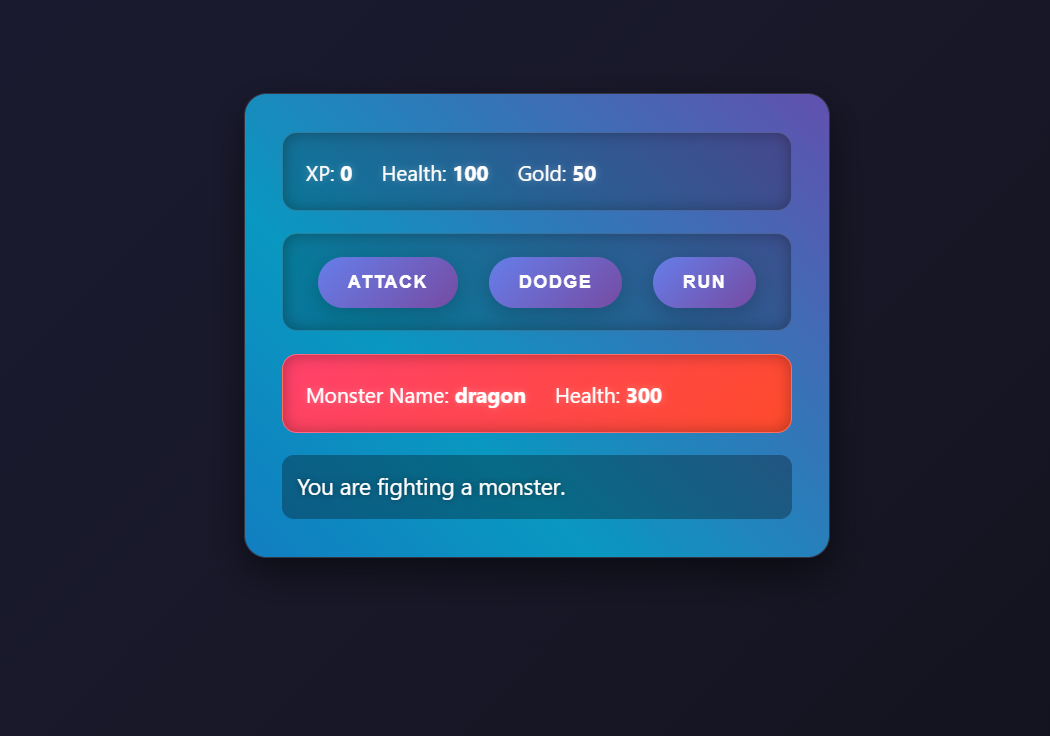 XP: 0 Health: 100 Gold: 50
ATTACK DODGE RUN
Monster Name: dragon Health: 300
You are fighting a monster.